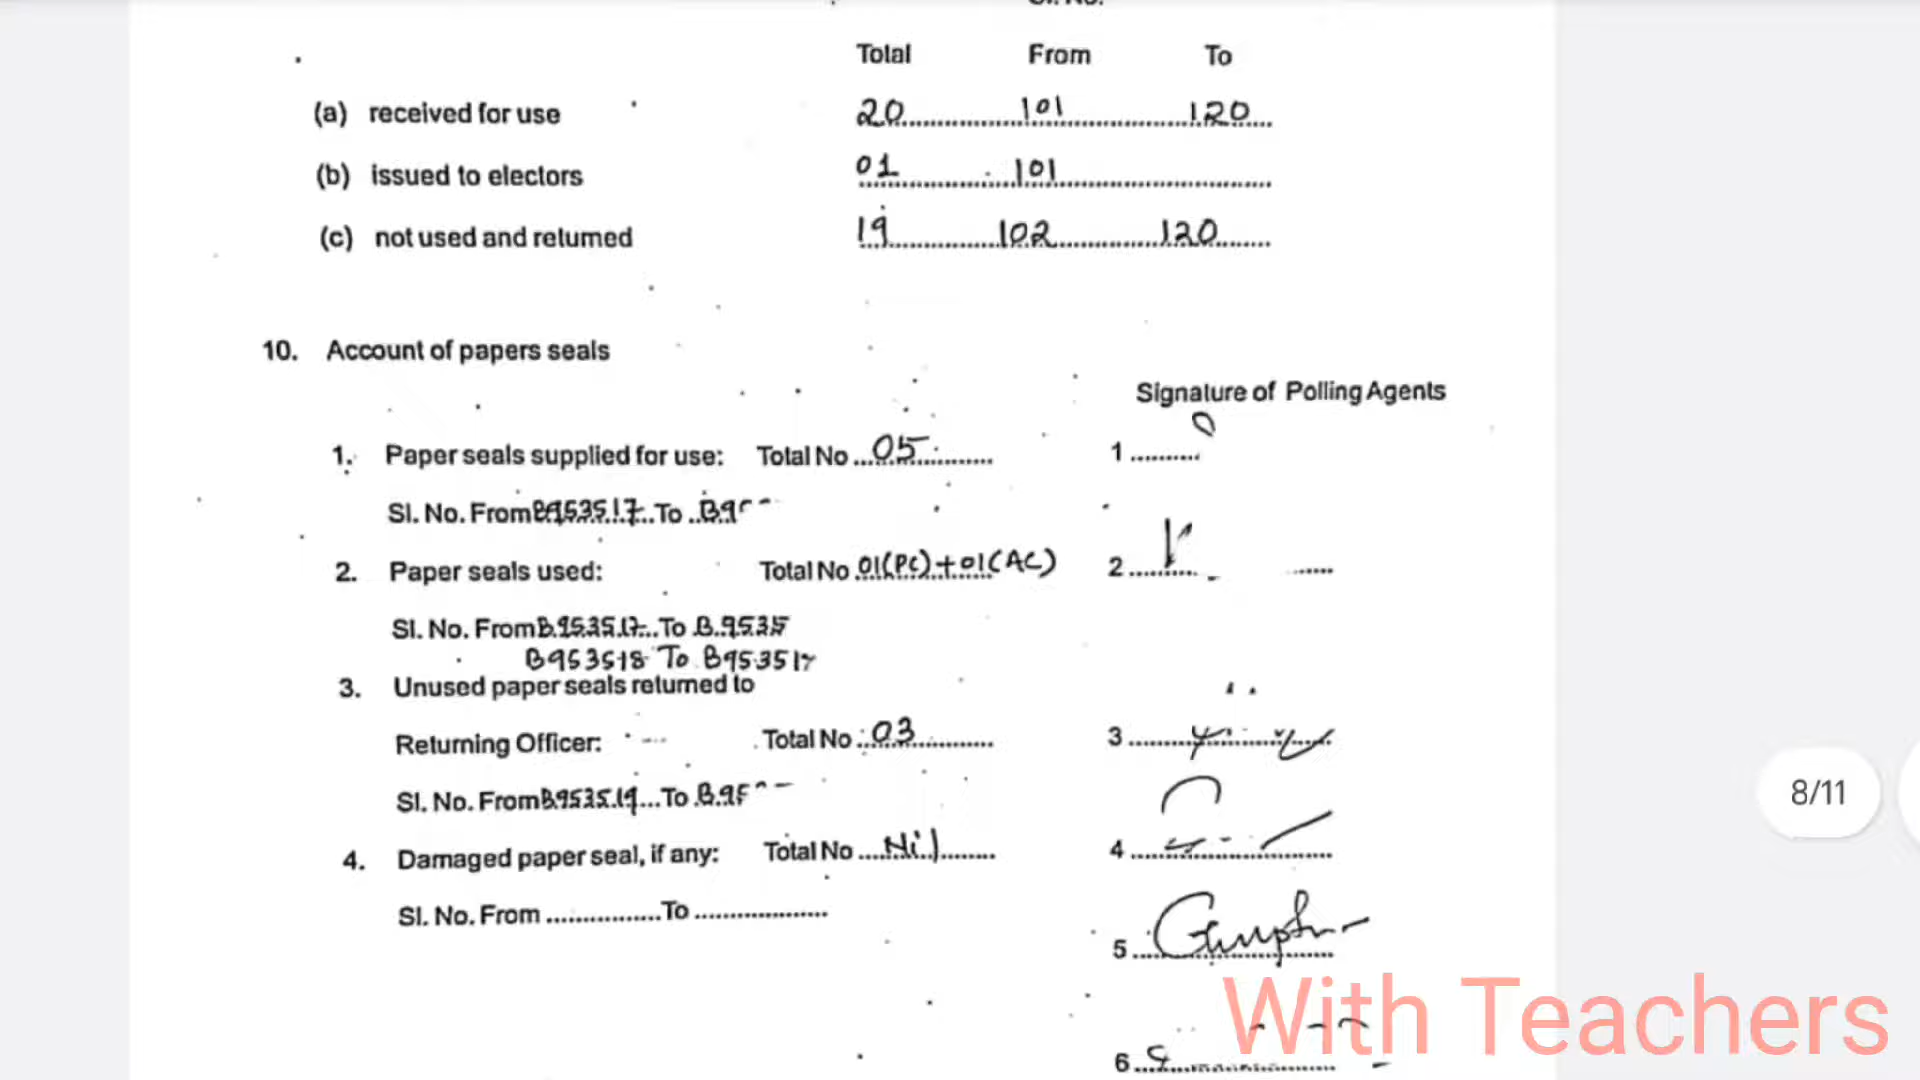 Total From To
(a) received for use 20 101 120
(b) issued to electors 01 101
(c) not used and returned 19 102 120
10. Account of papers seals
Signature of Polling Agents
1. Paper seals supplied for use: Total No 05 1
Sl. No. From B953517 To
2. Paper seals used: Total No 01(PC)+01(AC) 2
Sl. No. From B953517 To
B953518 To
3. Unused paper seals returned to
Returning Officer: Total No 03 3
Sl. No. From B953519 To
4. Damaged paper seal, if any: Total No Nil 4
Sl. No. From To
5
6
With Teachers
8/11